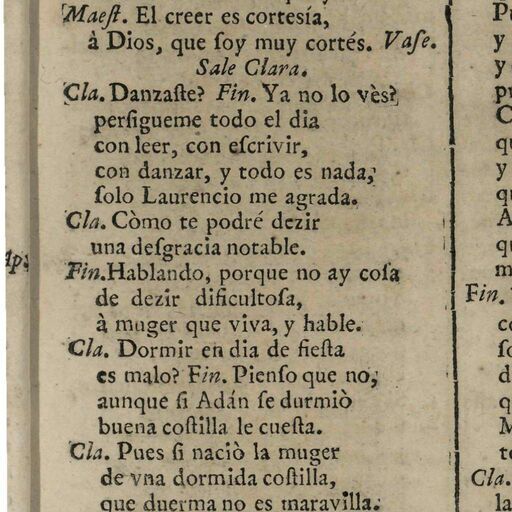 Maeſt. El creer es cortesía,
à Dios, que ſoy muy cortés. Vaſe.
Sale Clara.
Cla. Danzaſte? Fin. Ya no lo vès?
perſigueme todo el dia
con leer, con eſcrivir,
con danzar, y todo es nada;
ſolo Laurencio me agrada.
Cla. Còmo te podré dezir
una deſgracia notable.
Fin. Hablando, porque no ay coſa
de dezir dificultoſa,
à muger que viva, y hable.
Cla. Dormir en dia de fieſta
es malo? Fin. Pienſo que no;
aunque ſi Adán ſe durmiò
buena coſtilla le cueſta.
Cla. Pues ſi naciò la muger
de vna dormida coſtilla,
que duerma no es maravilla.
Ap.
y
y
C
y
A
Fin.
d
M
Cla.
la